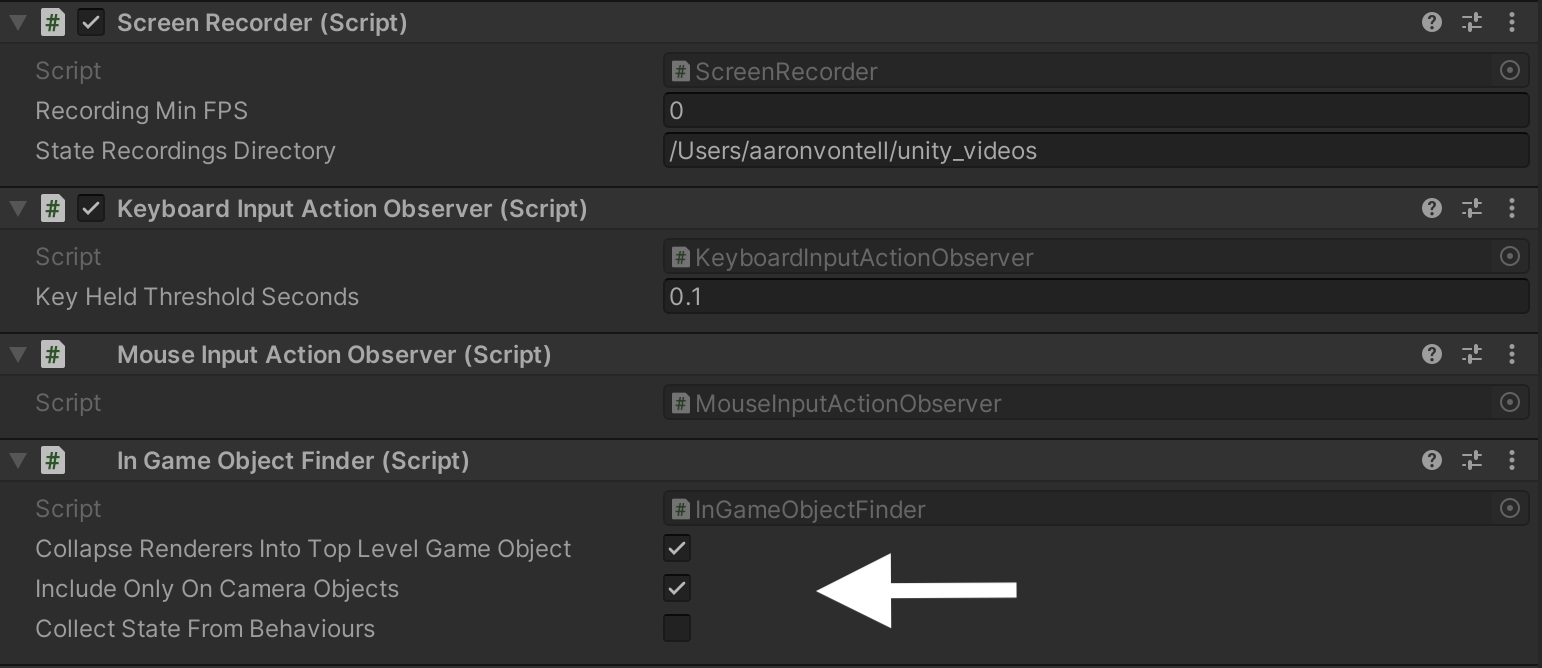 Screen Recorder (Script)
Script ScreenRecorder
Recording Min FPS 0
State Recordings Directory /Users/aaronvontell/unity_videos
Keyboard Input Action Observer (Script)
Script KeyboardInputActionObserver
Key Held Threshold Seconds 0.1
Mouse Input Action Observer (Script)
Script MouseInputActionObserver
In Game Object Finder (Script)
Script InGameObjectFinder
Collapse Renderers Into Top Level Game Object
Include Only On Camera Objects
Collect State From Behaviours